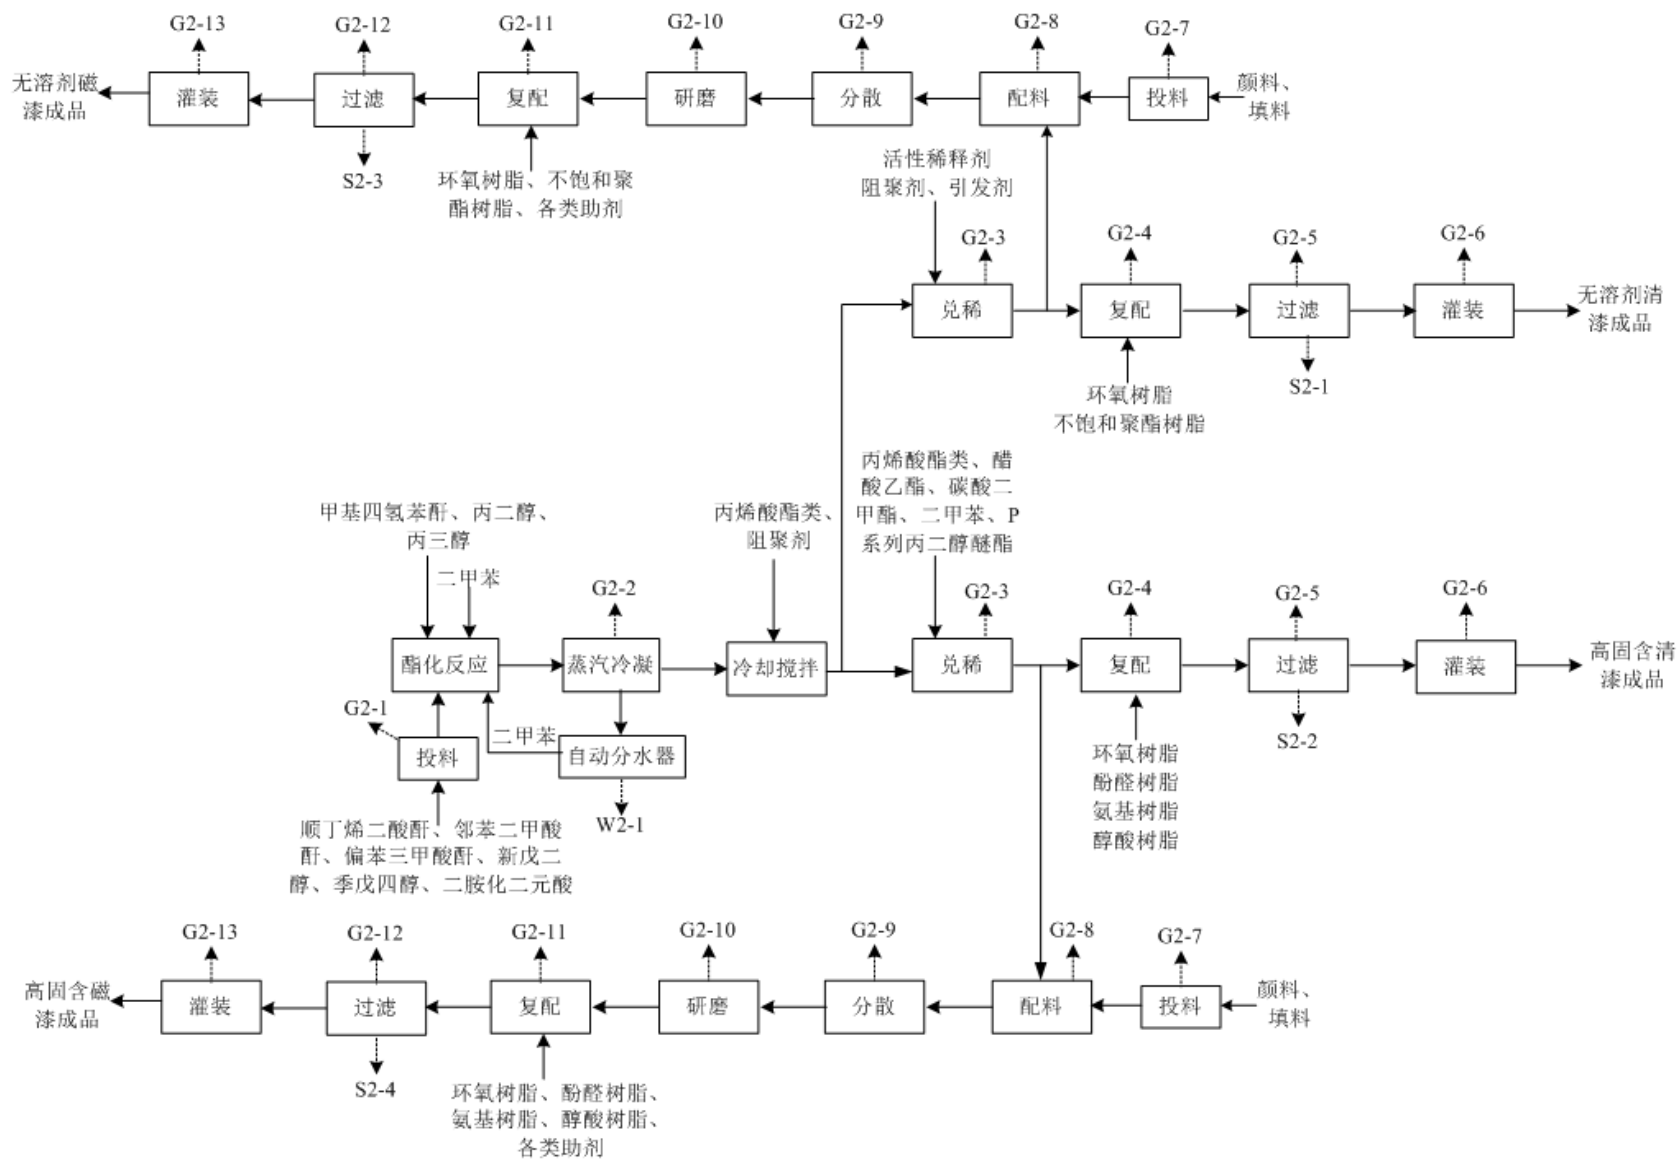 G2-13
G2-12
G2-11
G2-10
G2-9
G2-8
G2-7
无溶剂磁
漆成品
灌装
过滤
复配
研磨
分散
配料
投料
颜料、
填料
S2-3
环氧树脂、不饱和聚
酯树脂、各类助剂
活性稀释剂
阻聚剂、引发剂
G2-3
G2-4
G2-5
G2-6
兑稀
复配
过滤
灌装
无溶剂清
漆成品
S2-1
环氧树脂
不饱和聚酯树脂
丙烯酸酯类、醋
酸乙酯、碳酸二
甲酯、二甲苯、P
系列丙二醇醚酯
甲基四氢苯酐、丙二醇、
丙三醇
二甲苯
丙烯酸酯类、
阻聚剂
G2-2
G2-3
G2-4
G2-5
G2-6
酯化反应
蒸汽冷凝
冷却搅拌
兑稀
复配
过滤
灌装
高固含清
漆成品
G2-1
投料
二甲苯
自动分水器
S2-2
W2-1
环氧树脂
酚醛树脂
氨基树脂
醇酸树脂
顺丁烯二酸酐、邻苯二甲酸
酐、偏苯三甲酸酐、新戊二
醇、季戊四醇、二胺化二元酸
G2-13
G2-12
G2-11
G2-10
G2-9
G2-8
G2-7
高固含磁
漆成品
灌装
过滤
复配
研磨
分散
配料
投料
颜料、
填料
S2-4
环氧树脂、酚醛树脂、
氨基树脂、醇酸树脂、
各类助剂